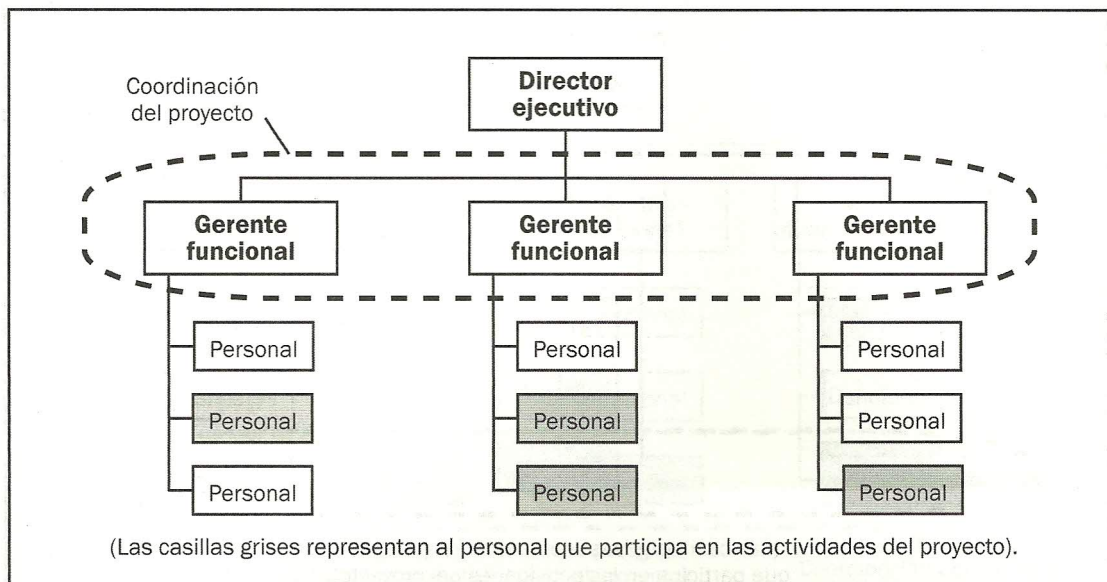 Director
ejecutivo
Coordinación
del proyecto
Gerente
funcional
Gerente
funcional
Gerente
funcional
Personal
Personal
Personal
Personal
Personal
Personal
Personal
Personal
Personal
(Las casillas grises representan al personal que participa en las actividades del proyecto).